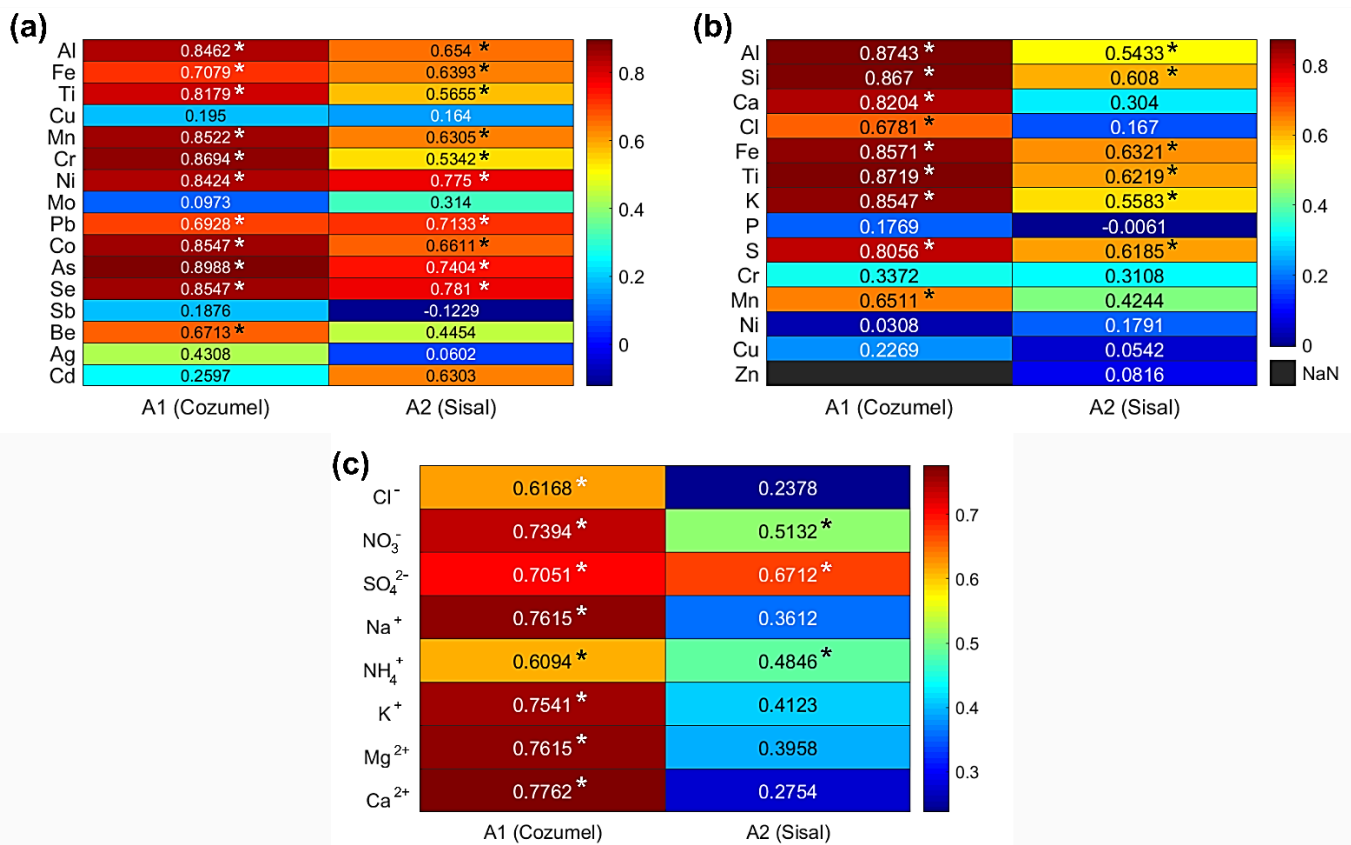 (a)
Al 0.8462 * 0.654 *
Fe 0.7079 * 0.6393 *
Ti 0.8179 * 0.5655 *
Cu 0.195 0.164
Mn 0.8522 * 0.6305 *
Cr 0.8694 * 0.5342 *
Ni 0.8424 * 0.775 *
Mo 0.0973 0.314
Pb 0.6928 * 0.7133 *
Co 0.8547 * 0.6611 *
As 0.8988 * 0.7404 *
Se 0.8547 * 0.781 *
Sb 0.1876 -0.1229
Be 0.6713 * 0.4454
Ag 0.4308 0.0602
Cd 0.2597 0.6303
A1 (Cozumel) A2 (Sisal)
0.8
0.6
0.4
0.2
0
(b)
Al 0.8743 * 0.5433 *
Si 0.867 * 0.608 *
Ca 0.8204 * 0.304
Cl 0.6781 * 0.167
Fe 0.8571 * 0.6321 *
Ti 0.8719 * 0.6219 *
K 0.8547 * 0.5583 *
P 0.1769 -0.0061
S 0.8056 * 0.6185 *
Cr 0.3372 0.3108
Mn 0.6511 * 0.4244
Ni 0.0308 0.1791
Cu 0.2269 0.0542
Zn 0.0816
A1 (Cozumel) A2 (Sisal)
0.8
0.6
0.4
0.2
0
NaN
(c)
Cl⁻ 0.6168 * 0.2378
NO₃⁻ 0.7394 * 0.5132 *
SO₄²⁻ 0.7051 * 0.6712 *
Na⁺ 0.7615 * 0.3612
NH₄⁺ 0.6094 * 0.4846 *
K⁺ 0.7541 * 0.4123
Mg²⁺ 0.7615 * 0.3958
Ca²⁺ 0.7762 * 0.2754
A1 (Cozumel) A2 (Sisal)
0.7
0.6
0.5
0.4
0.3